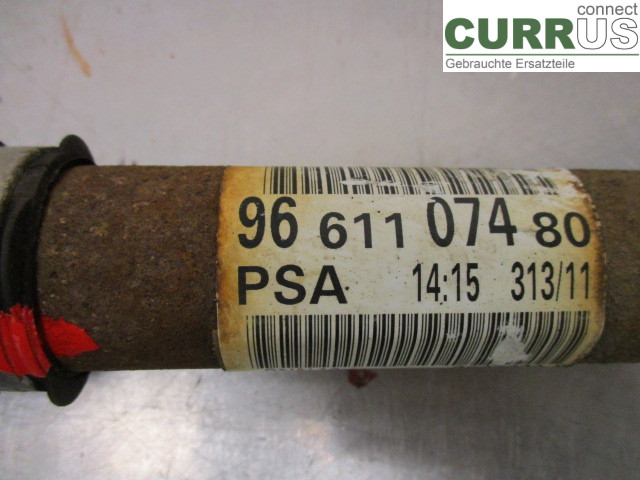 connect
CURRUS
Gebrauchte Ersatzteile
96 611 074 80
PSA 14:15 313/11